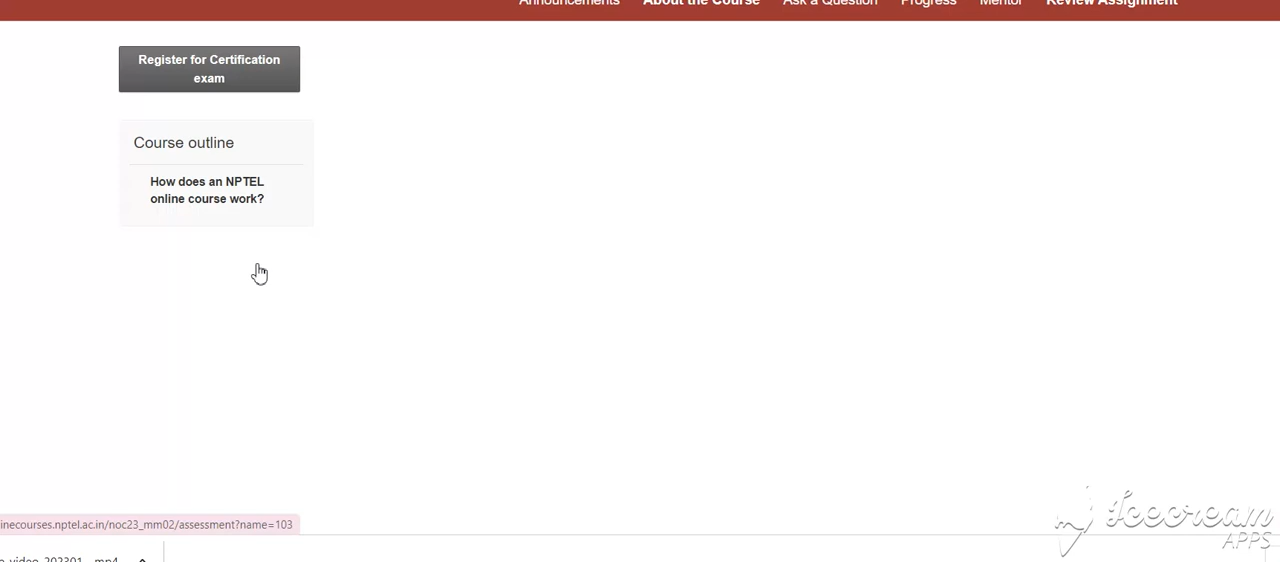 Announcements About the Course Ask a Question Progress Mentor Review Assignment
Register for Certification
exam
Course outline
How does an NPTEL
online course work?
inecourses.nptel.ac.in/noc23_mm02/assessment?name=103
Icecream
APPS